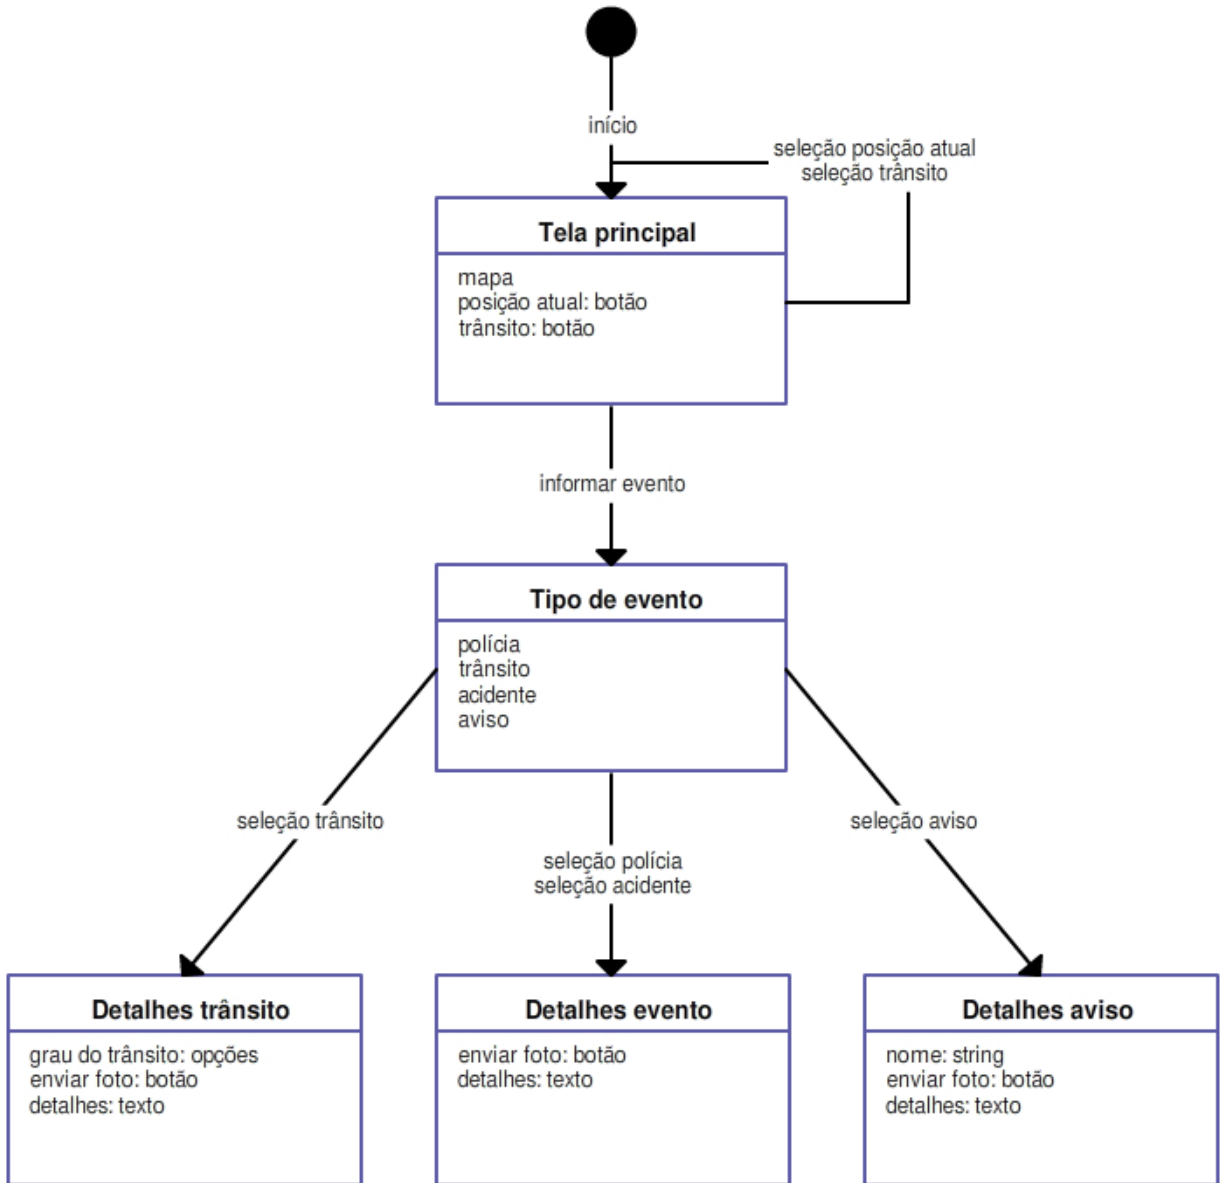 início
seleção posição atual
seleção trânsito
Tela principal
mapa
posição atual: botão
trânsito: botão
informar evento
Tipo de evento
polícia
trânsito
acidente
aviso
seleção trânsito
seleção polícia
seleção acidente
seleção aviso
Detalhes trânsito
grau do trânsito: opções
enviar foto: botão
detalhes: texto
Detalhes evento
enviar foto: botão
detalhes: texto
Detalhes aviso
nome: string
enviar foto: botão
detalhes: texto